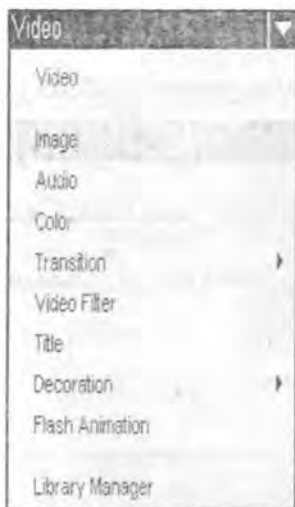 Video
Video
Image
Audio
Color
Transition
Video Filter
Title
Decoration
Flash Animation
Library Manager